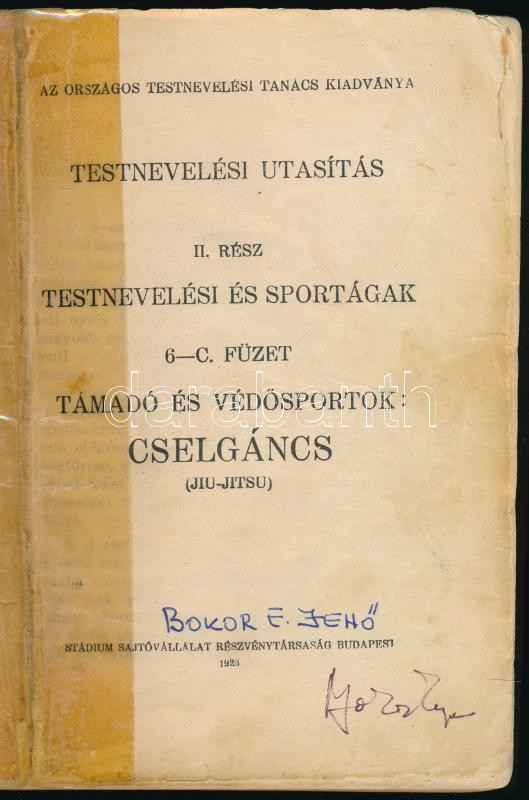 AZ ORSZÁGOS TESTNEVELÉSI TANÁCS KIADVÁNYA
TESTNEVELÉSI UTASÍTÁS
II. RÉSZ
TESTNEVELÉSI ÉS SPORTÁGAK
6—C. FÜZET
TÁMADÓ ÉS VÉDŐSPORTOK:
darabanth
CSELGÁNCS
(JIU-JITSU)
BOKOR E. JENŐ
STÁDIUM SAJTÓVÁLLALAT RÉSZVÉNYTÁRSASÁG BUDAPEST